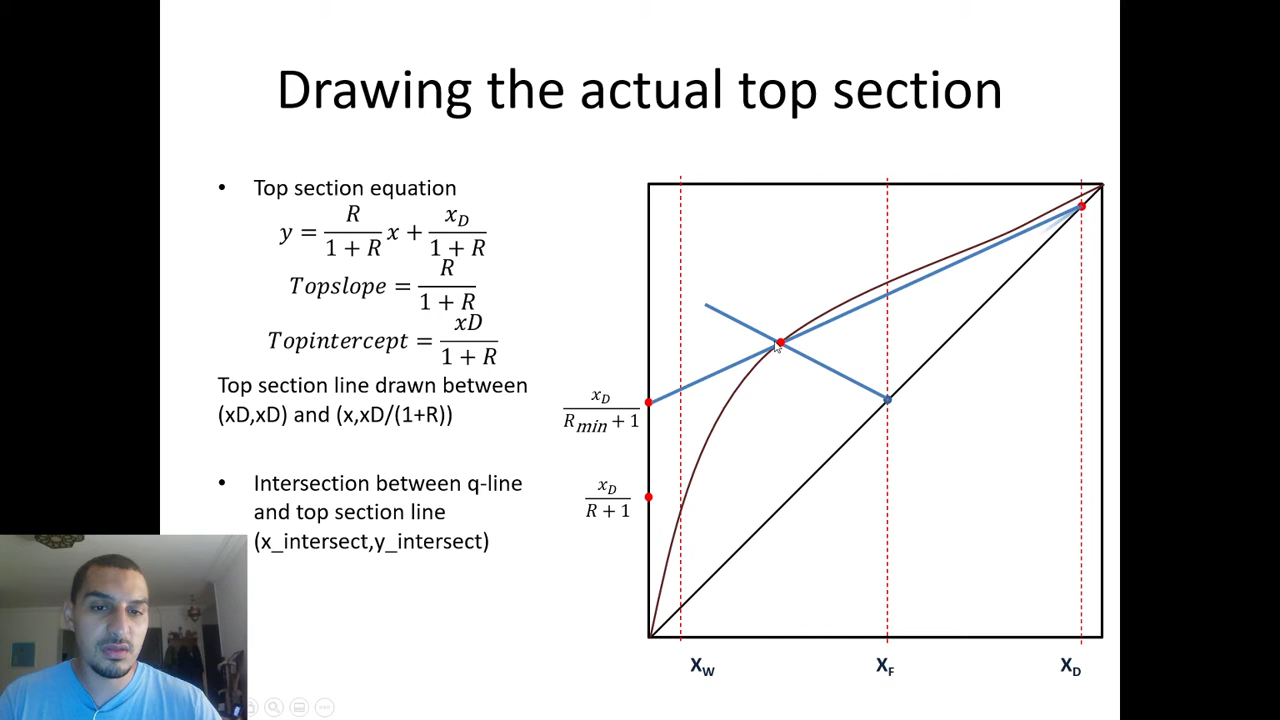 Drawing the actual top section
• Top section equation
y = R/(1 + R) x + x_D/(1 + R)
Topslope = R/(1 + R)
Topintercept = xD/(1 + R)
Top section line drawn between
(xD,xD) and (x,xD/(1+R))
• Intersection between q-line
and top section line
(x_intersect,y_intersect)
x_D/(R_min + 1)
x_D/(R + 1)
X_W X_F X_D